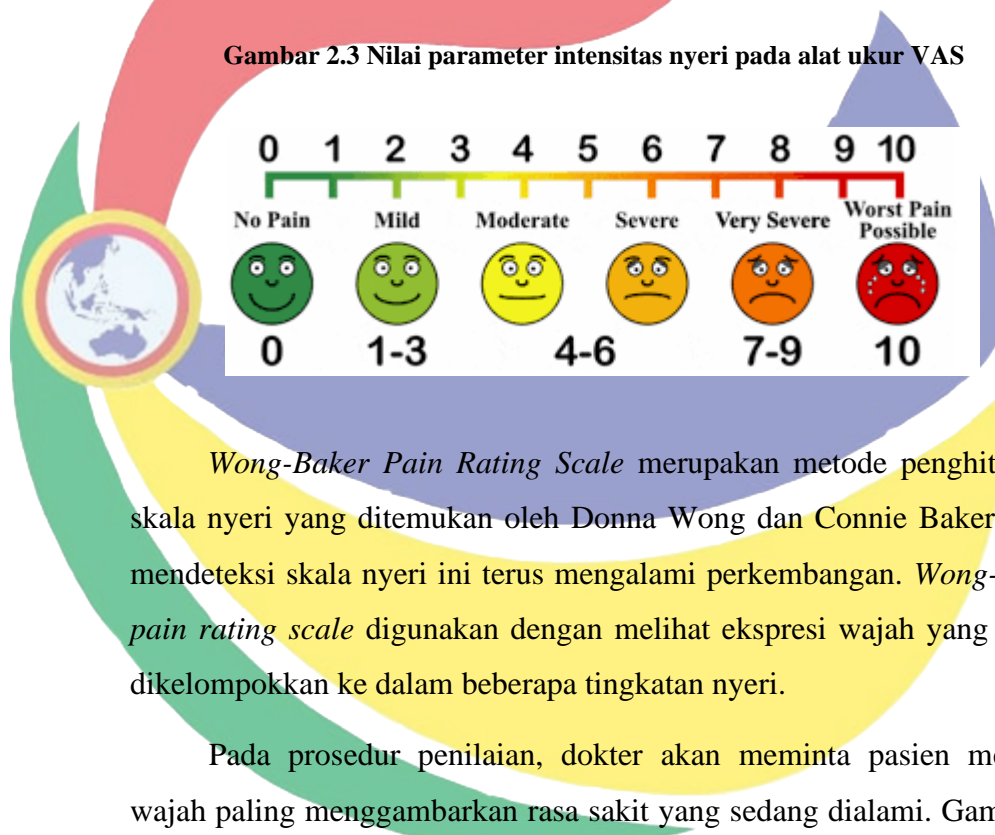 Gambar 2.3 Nilai parameter intensitas nyeri pada alat ukur VAS
0 1 2 3 4 5 6 7 8 9 10
No Pain Mild Moderate Severe Very Severe Worst Pain Possible
0 1-3 4-6 7-9 10
Wong-Baker Pain Rating Scale merupakan metode penghit
skala nyeri yang ditemukan oleh Donna Wong dan Connie Baker
mendeteksi skala nyeri ini terus mengalami perkembangan. Wong-
pain rating scale digunakan dengan melihat ekspresi wajah yang
dikelompokkan ke dalam beberapa tingkatan nyeri.
Pada prosedur penilaian, dokter akan meminta pasien me
wajah paling menggambarkan rasa sakit yang sedang dialami. Gam